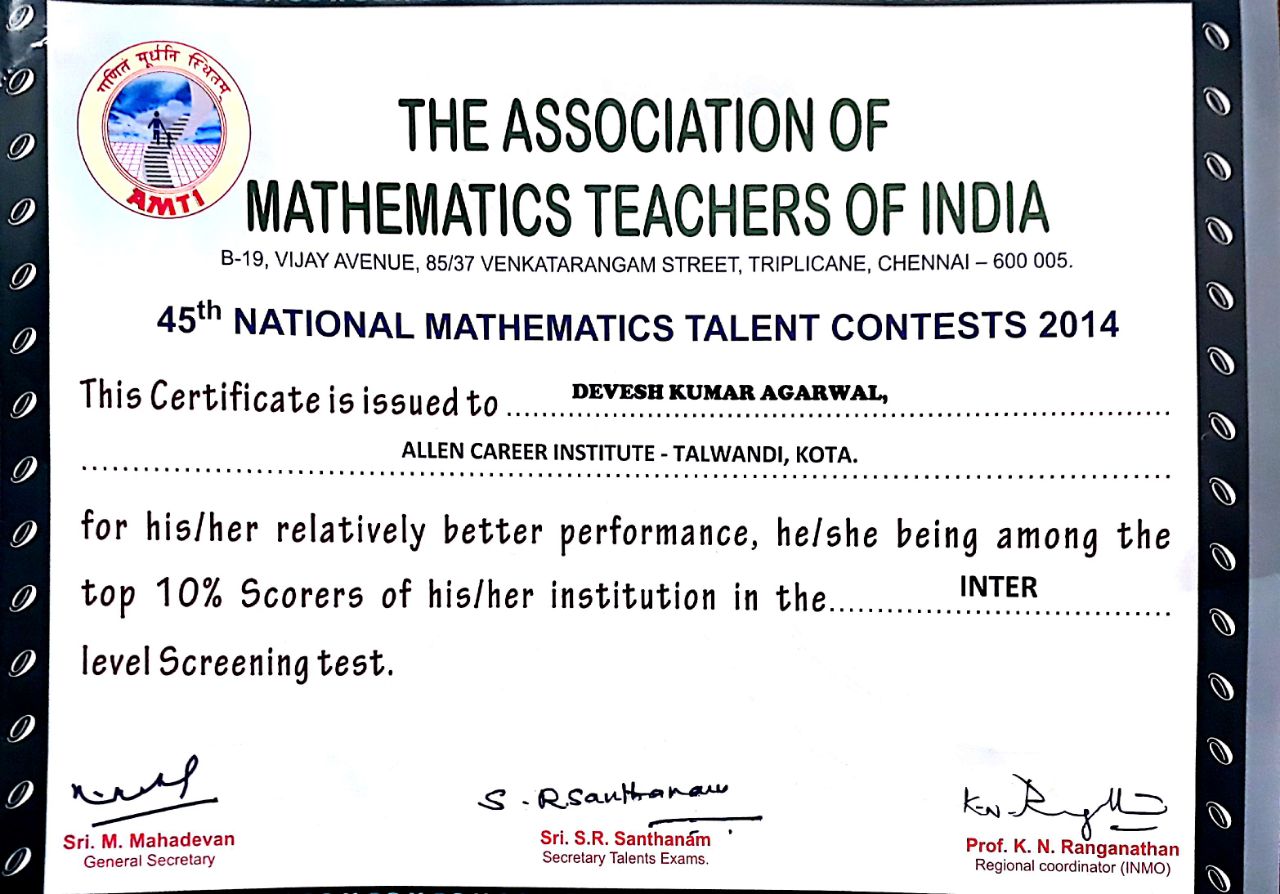 गणितं मूर्धनि स्थितम्
AMTI
THE ASSOCIATION OF
MATHEMATICS TEACHERS OF INDIA
B-19, VIJAY AVENUE, 85/37 VENKATARANGAM STREET, TRIPLICANE, CHENNAI – 600 005.
45th NATIONAL MATHEMATICS TALENT CONTESTS 2014
This Certificate is issued to DEVESH KUMAR AGARWAL,
ALLEN CAREER INSTITUTE - TALWANDI, KOTA.
for his/her relatively better performance, he/she being among the
top 10% Scorers of his/her institution in the INTER
level Screening test.
S. R Santhanam
Sri. M. Mahadevan
General Secretary
Sri. S.R. Santhanam
Secretary Talents Exams.
Prof. K. N. Ranganathan
Regional coordinator (INMO)